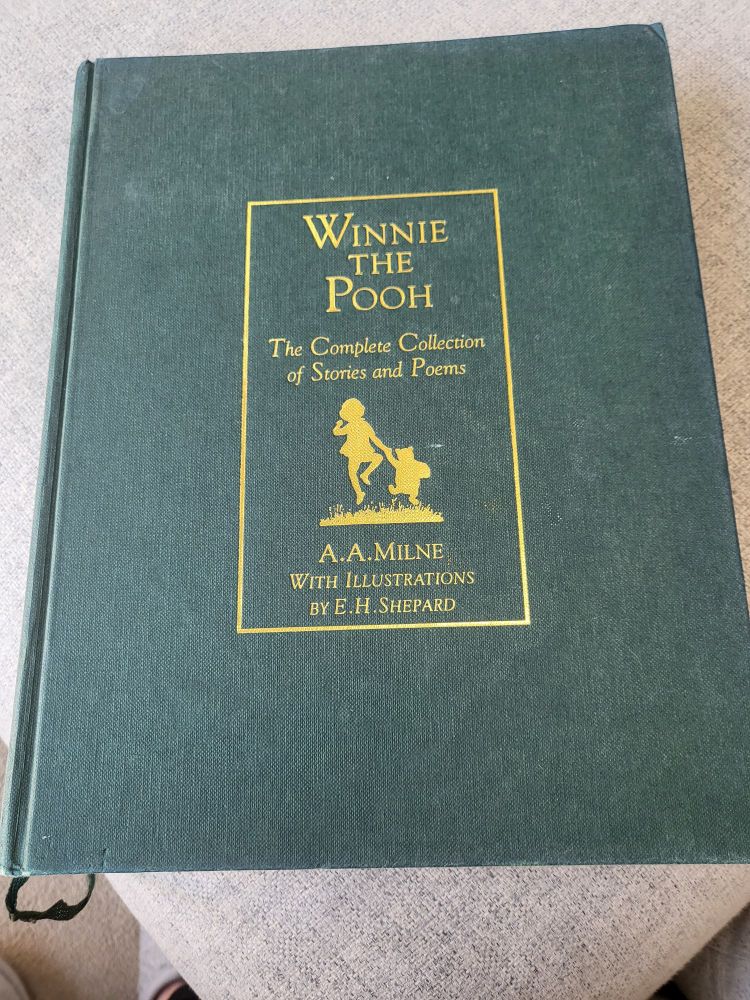 WINNIE
THE
POOH
The Complete Collection
of Stories and Poems
A.A.MILNE
WITH ILLUSTRATIONS
BY E.H.SHEPARD